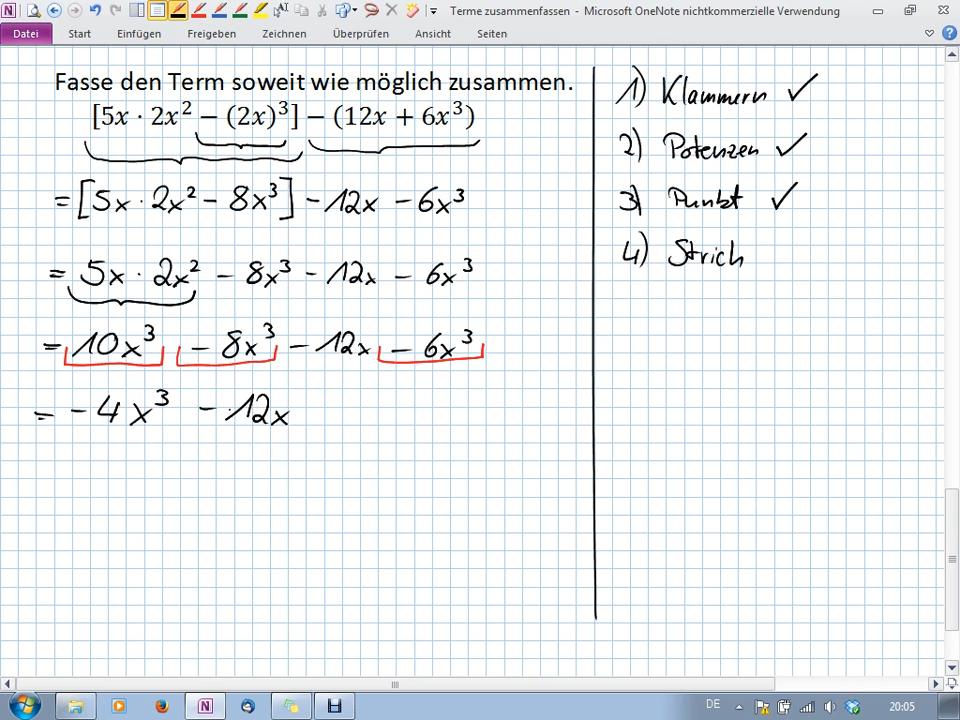 Terme zusammenfassen - Microsoft OneNote nichtkommerzielle Verwendung
Datei Start Einfügen Freigeben Zeichnen Überprüfen Ansicht Seiten
Fasse den Term soweit wie möglich zusammen.
[5x · 2x² − (2x)³] − (12x + 6x³)
= [5x · 2x² − 8x³] − 12x − 6x³
= 5x · 2x² − 8x³ − 12x − 6x³
= 10x³ − 8x³ − 12x − 6x³
= − 4x³ − 12x
1) Klammern ✓
2) Potenzen ✓
3) Punkt ✓
4) Strich
DE 20:05